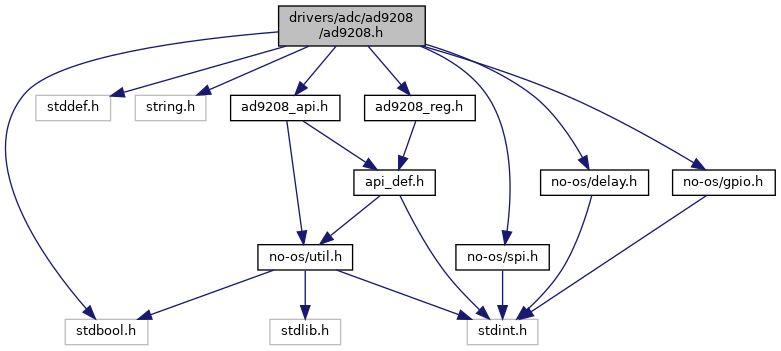 drivers/adc/ad9208
/ad9208.h
stddef.h
string.h
ad9208_api.h
ad9208_reg.h
api_def.h
no-os/delay.h
no-os/gpio.h
no-os/util.h
no-os/spi.h
stdbool.h
stdlib.h
stdint.h